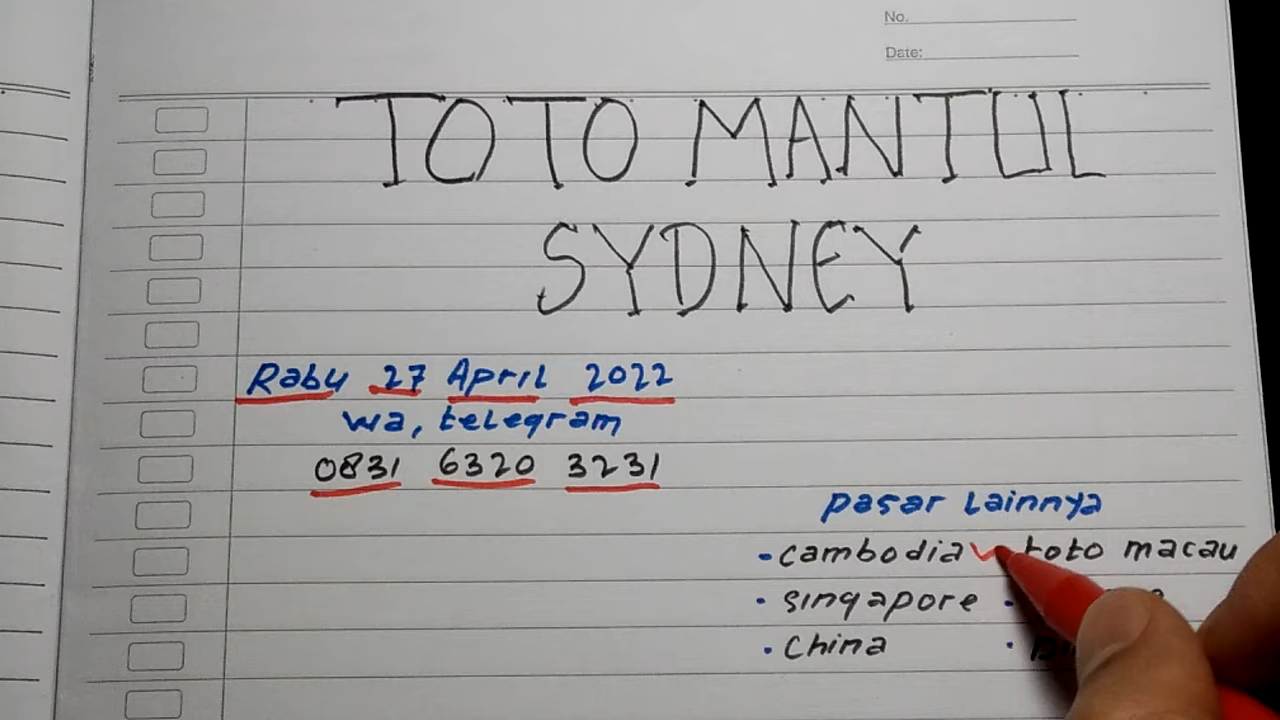 No.
Date:
TOTO MANTUL
SYDNEY
Rabu 27 April 2022
wa, telegram
0831 6320 3231
Pasar Lainnya
• cambodia toto macau
• singapore •
• China •